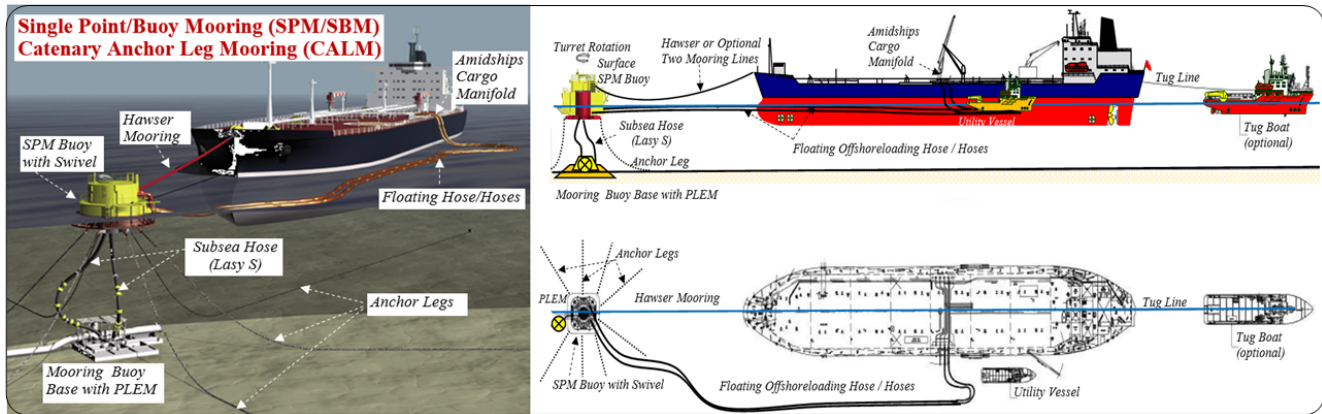 Single Point/Buoy Mooring (SPM/SBM)
Catenary Anchor Leg Mooring (CALM)
Amidships
Cargo
Manifold
Hawser
Mooring
SPM Buoy
with Swivel
Floating Hose/Hoses
Subsea Hose
(Lasy S)
Anchor Legs
Mooring Buoy
Base with PLEM
Turret Rotation
Surface
SPM Buoy
Hawser or Optional
Two Mooring Lines
Amidships
Cargo
Manifold
Tug Line
Utility Vessel
Subsea Hose
(Lasy S)
Floating Offshoreloading Hose / Hoses
Tug Boat
(optional)
Anchor Leg
Mooring Buoy Base with PLEM
Anchor Legs
PLEM
Hawser Mooring
Tug Line
Tug Boat
(optional)
SPM Buoy with Swivel
Floating Offshoreloading Hose / Hoses
Utility Vessel